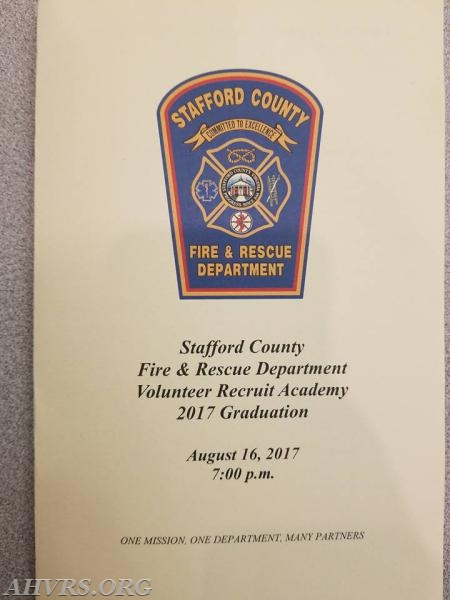 STAFFORD COUNTY
COMMITTED TO EXCELLENCE
FIRE & RESCUE
DEPARTMENT
Stafford County
Fire & Rescue Department
Volunteer Recruit Academy
2017 Graduation
August 16, 2017
7:00 p.m.
ONE MISSION, ONE DEPARTMENT, MANY PARTNERS
AHVRS.ORG